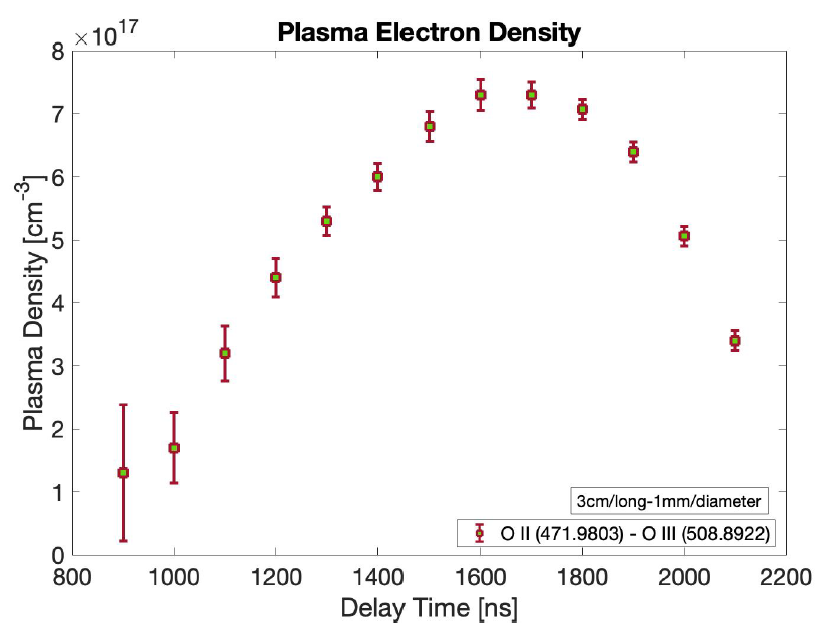 ×10^17
Plasma Electron Density
Plasma Density [cm^-3]
8
7
6
5
4
3
2
1
0
3cm/long-1mm/diameter
O II (471.9803) - O III (508.8922)
800 1000 1200 1400 1600 1800 2000 2200
Delay Time [ns]